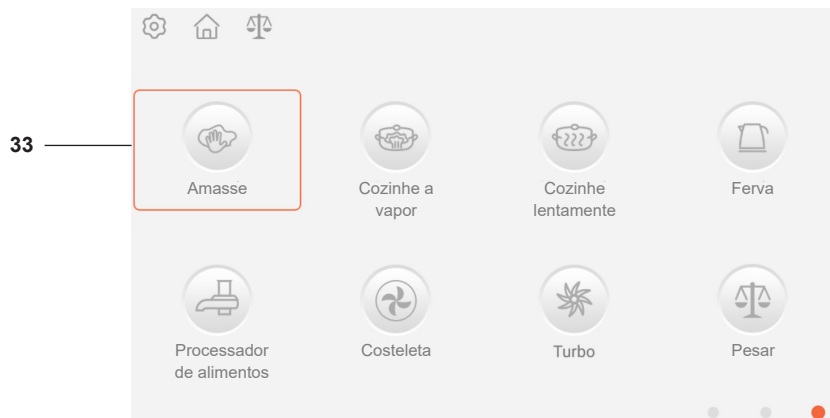 33
Amasse
Cozinhe a
vapor
Cozinhe
lentamente
Ferva
Processador
de alimentos
Costeleta
Turbo
Pesar